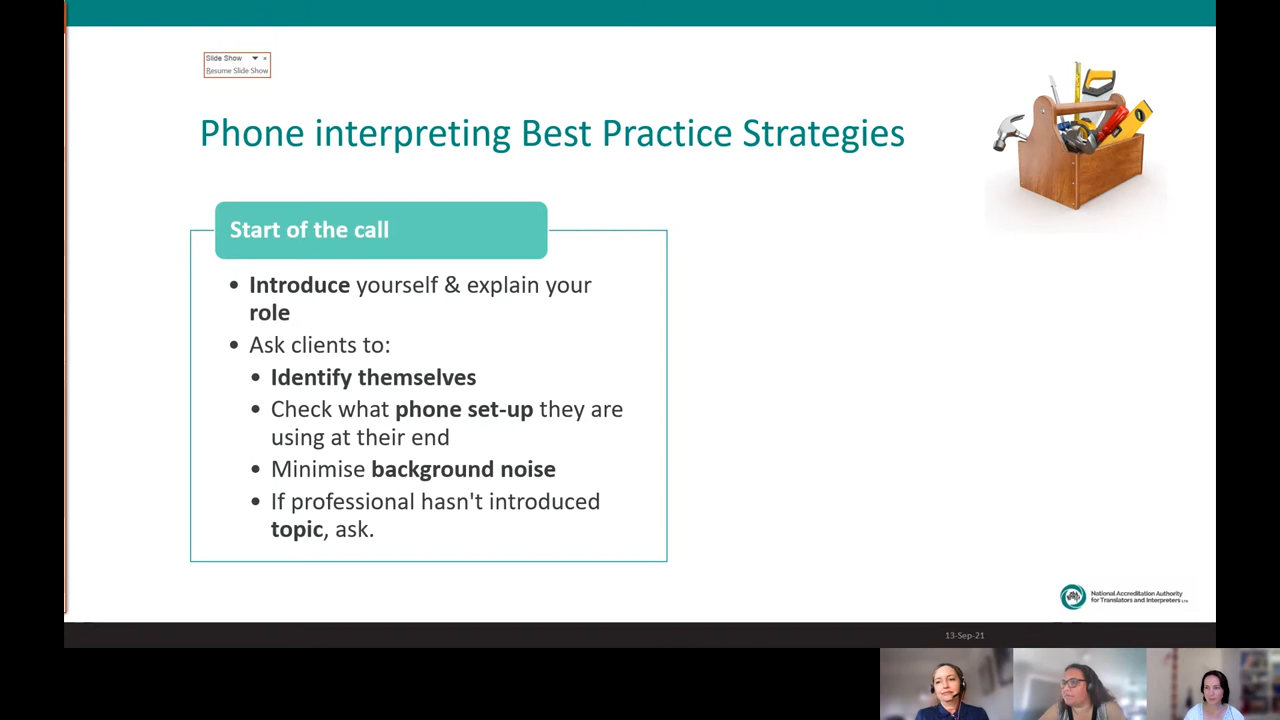 Slide Show
Resume Slide Show
Phone interpreting Best Practice Strategies
Start of the call
• Introduce yourself & explain your
role
• Ask clients to:
• Identify themselves
• Check what phone set-up they are
using at their end
• Minimise background noise
• If professional hasn't introduced
topic, ask.
National Accreditation Authority
for Translators and Interpreters LTD.
13-Sep-21